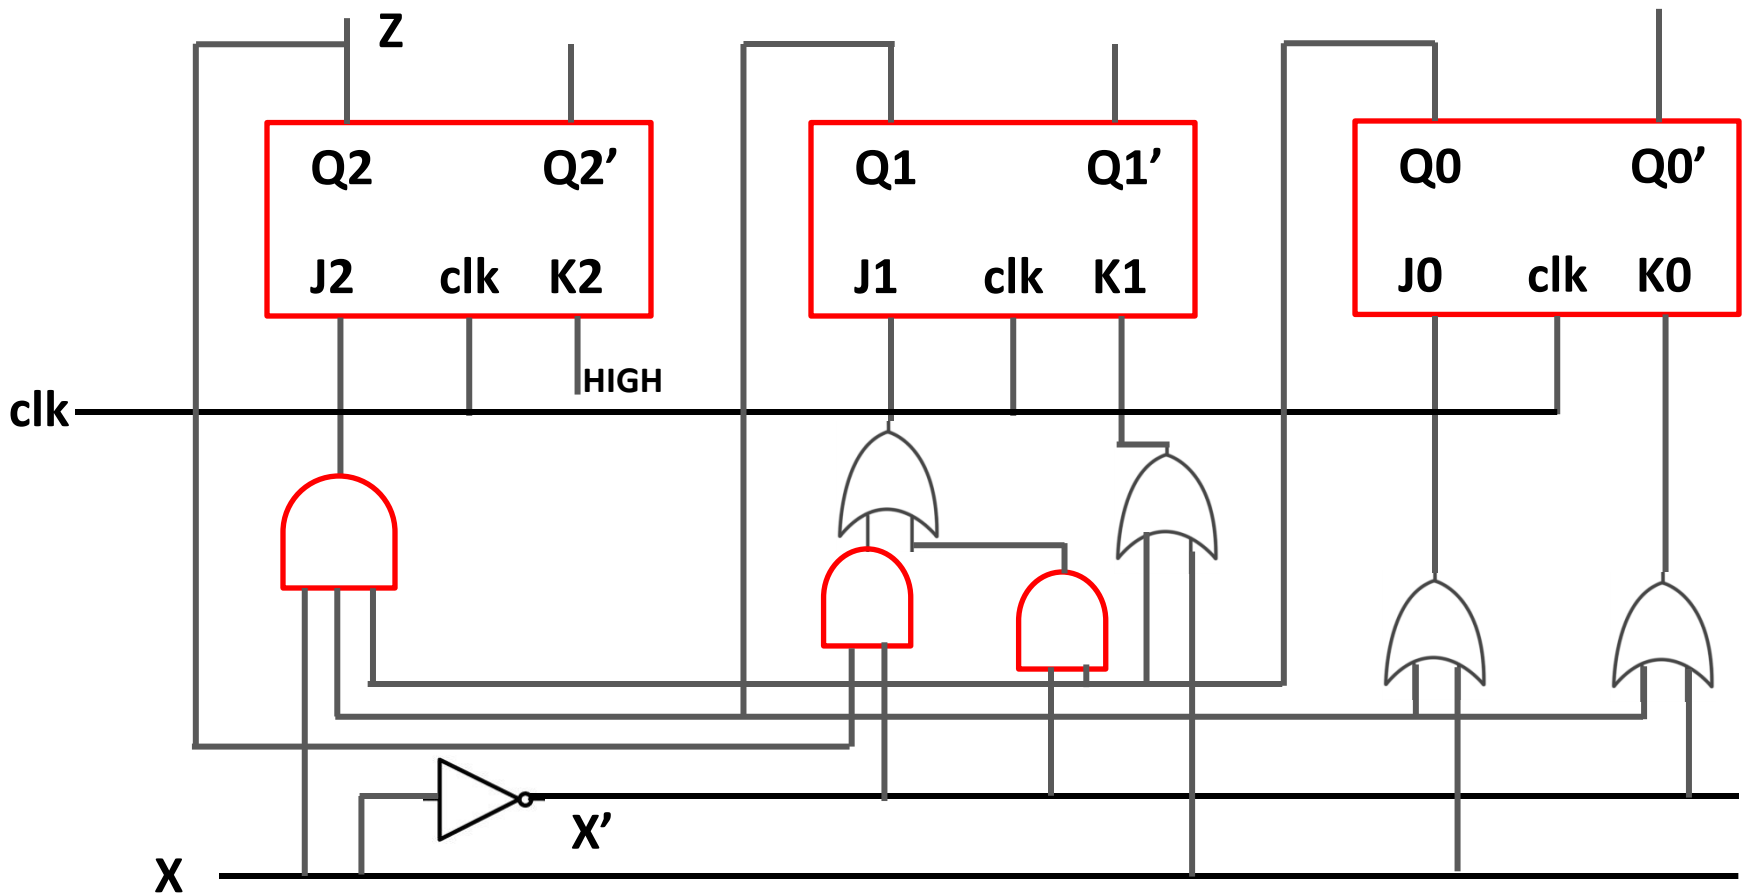 Z
Q2 Q2’ Q1 Q1’ Q0 Q0’
J2 clk K2 J1 clk K1 J0 clk K0
HIGH
clk
X’
X